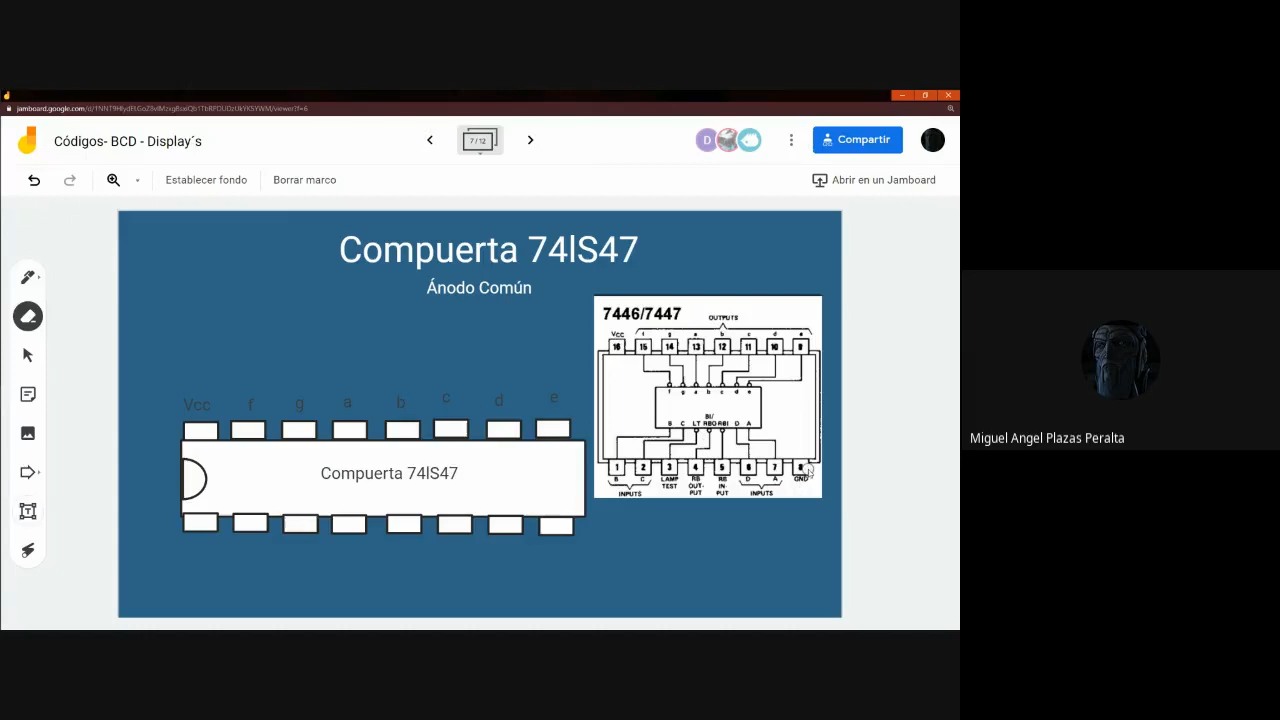 Códigos- BCD - Display´s
7 / 12
D
Compartir
Establecer fondo
Borrar marco
Abrir en un Jamboard
Compuerta 74lS47
Ánodo Común
7446/7447
OUTPUTS
Vcc f g a b c d e
16 15 14 13 12 11 10 9
f g a b c d e
BI/
B C LT RBO RBI D A
1 2 3 4 5 6 7 8
B C LAMP TEST RB OUT-PUT RB IN-PUT D A GND
INPUTS INPUTS
Vcc f g a b c d e
Compuerta 74lS47
Miguel Angel Plazas Peralta